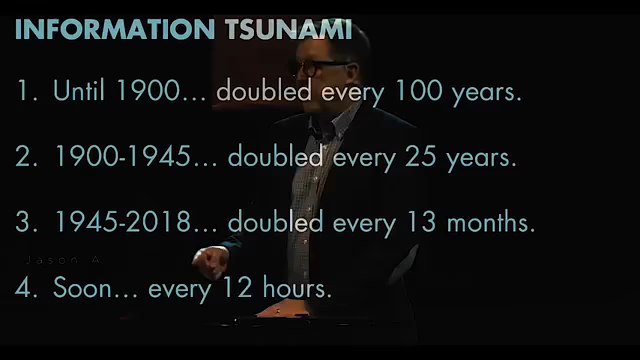 INFORMATION TSUNAMI
1. Until 1900... doubled every 100 years.
2. 1900-1945... doubled every 25 years.
3. 1945-2018... doubled every 13 months.
Jason A
4. Soon... every 12 hours.